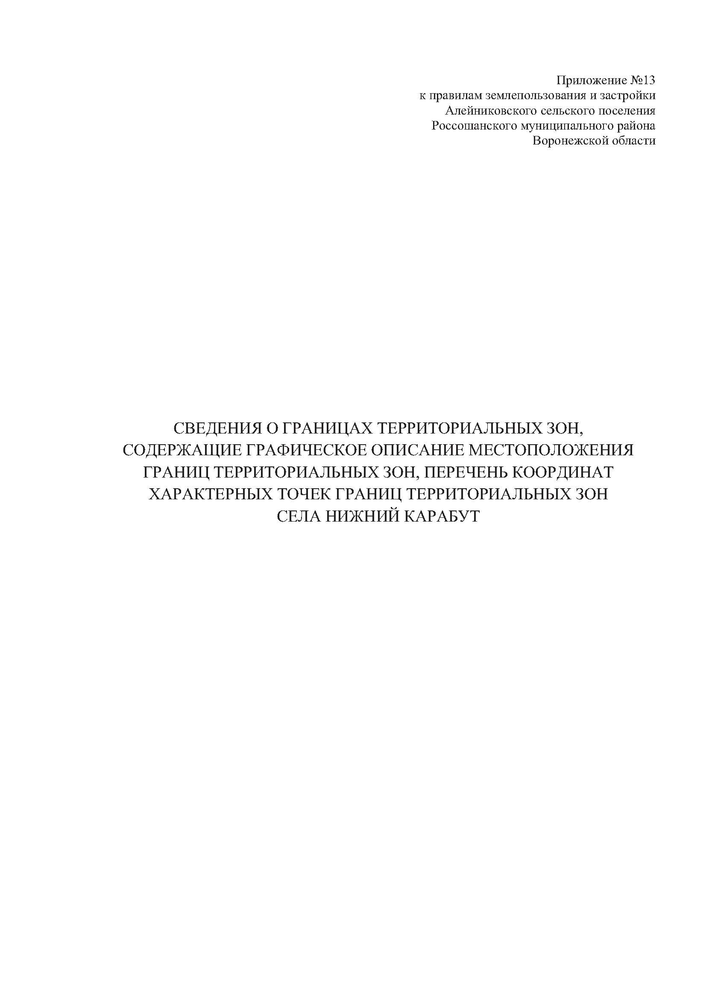 Приложение №13
к правилам землепользования и застройки
Алейниковского сельского поселения
Россошанского муниципального района
Воронежской области
СВЕДЕНИЯ О ГРАНИЦАХ ТЕРРИТОРИАЛЬНЫХ ЗОН,
СОДЕРЖАЩИЕ ГРАФИЧЕСКОЕ ОПИСАНИЕ МЕСТОПОЛОЖЕНИЯ
ГРАНИЦ ТЕРРИТОРИАЛЬНЫХ ЗОН, ПЕРЕЧЕНЬ КООРДИНАТ
ХАРАКТЕРНЫХ ТОЧЕК ГРАНИЦ ТЕРРИТОРИАЛЬНЫХ ЗОН
СЕЛА НИЖНИЙ КАРАБУТ